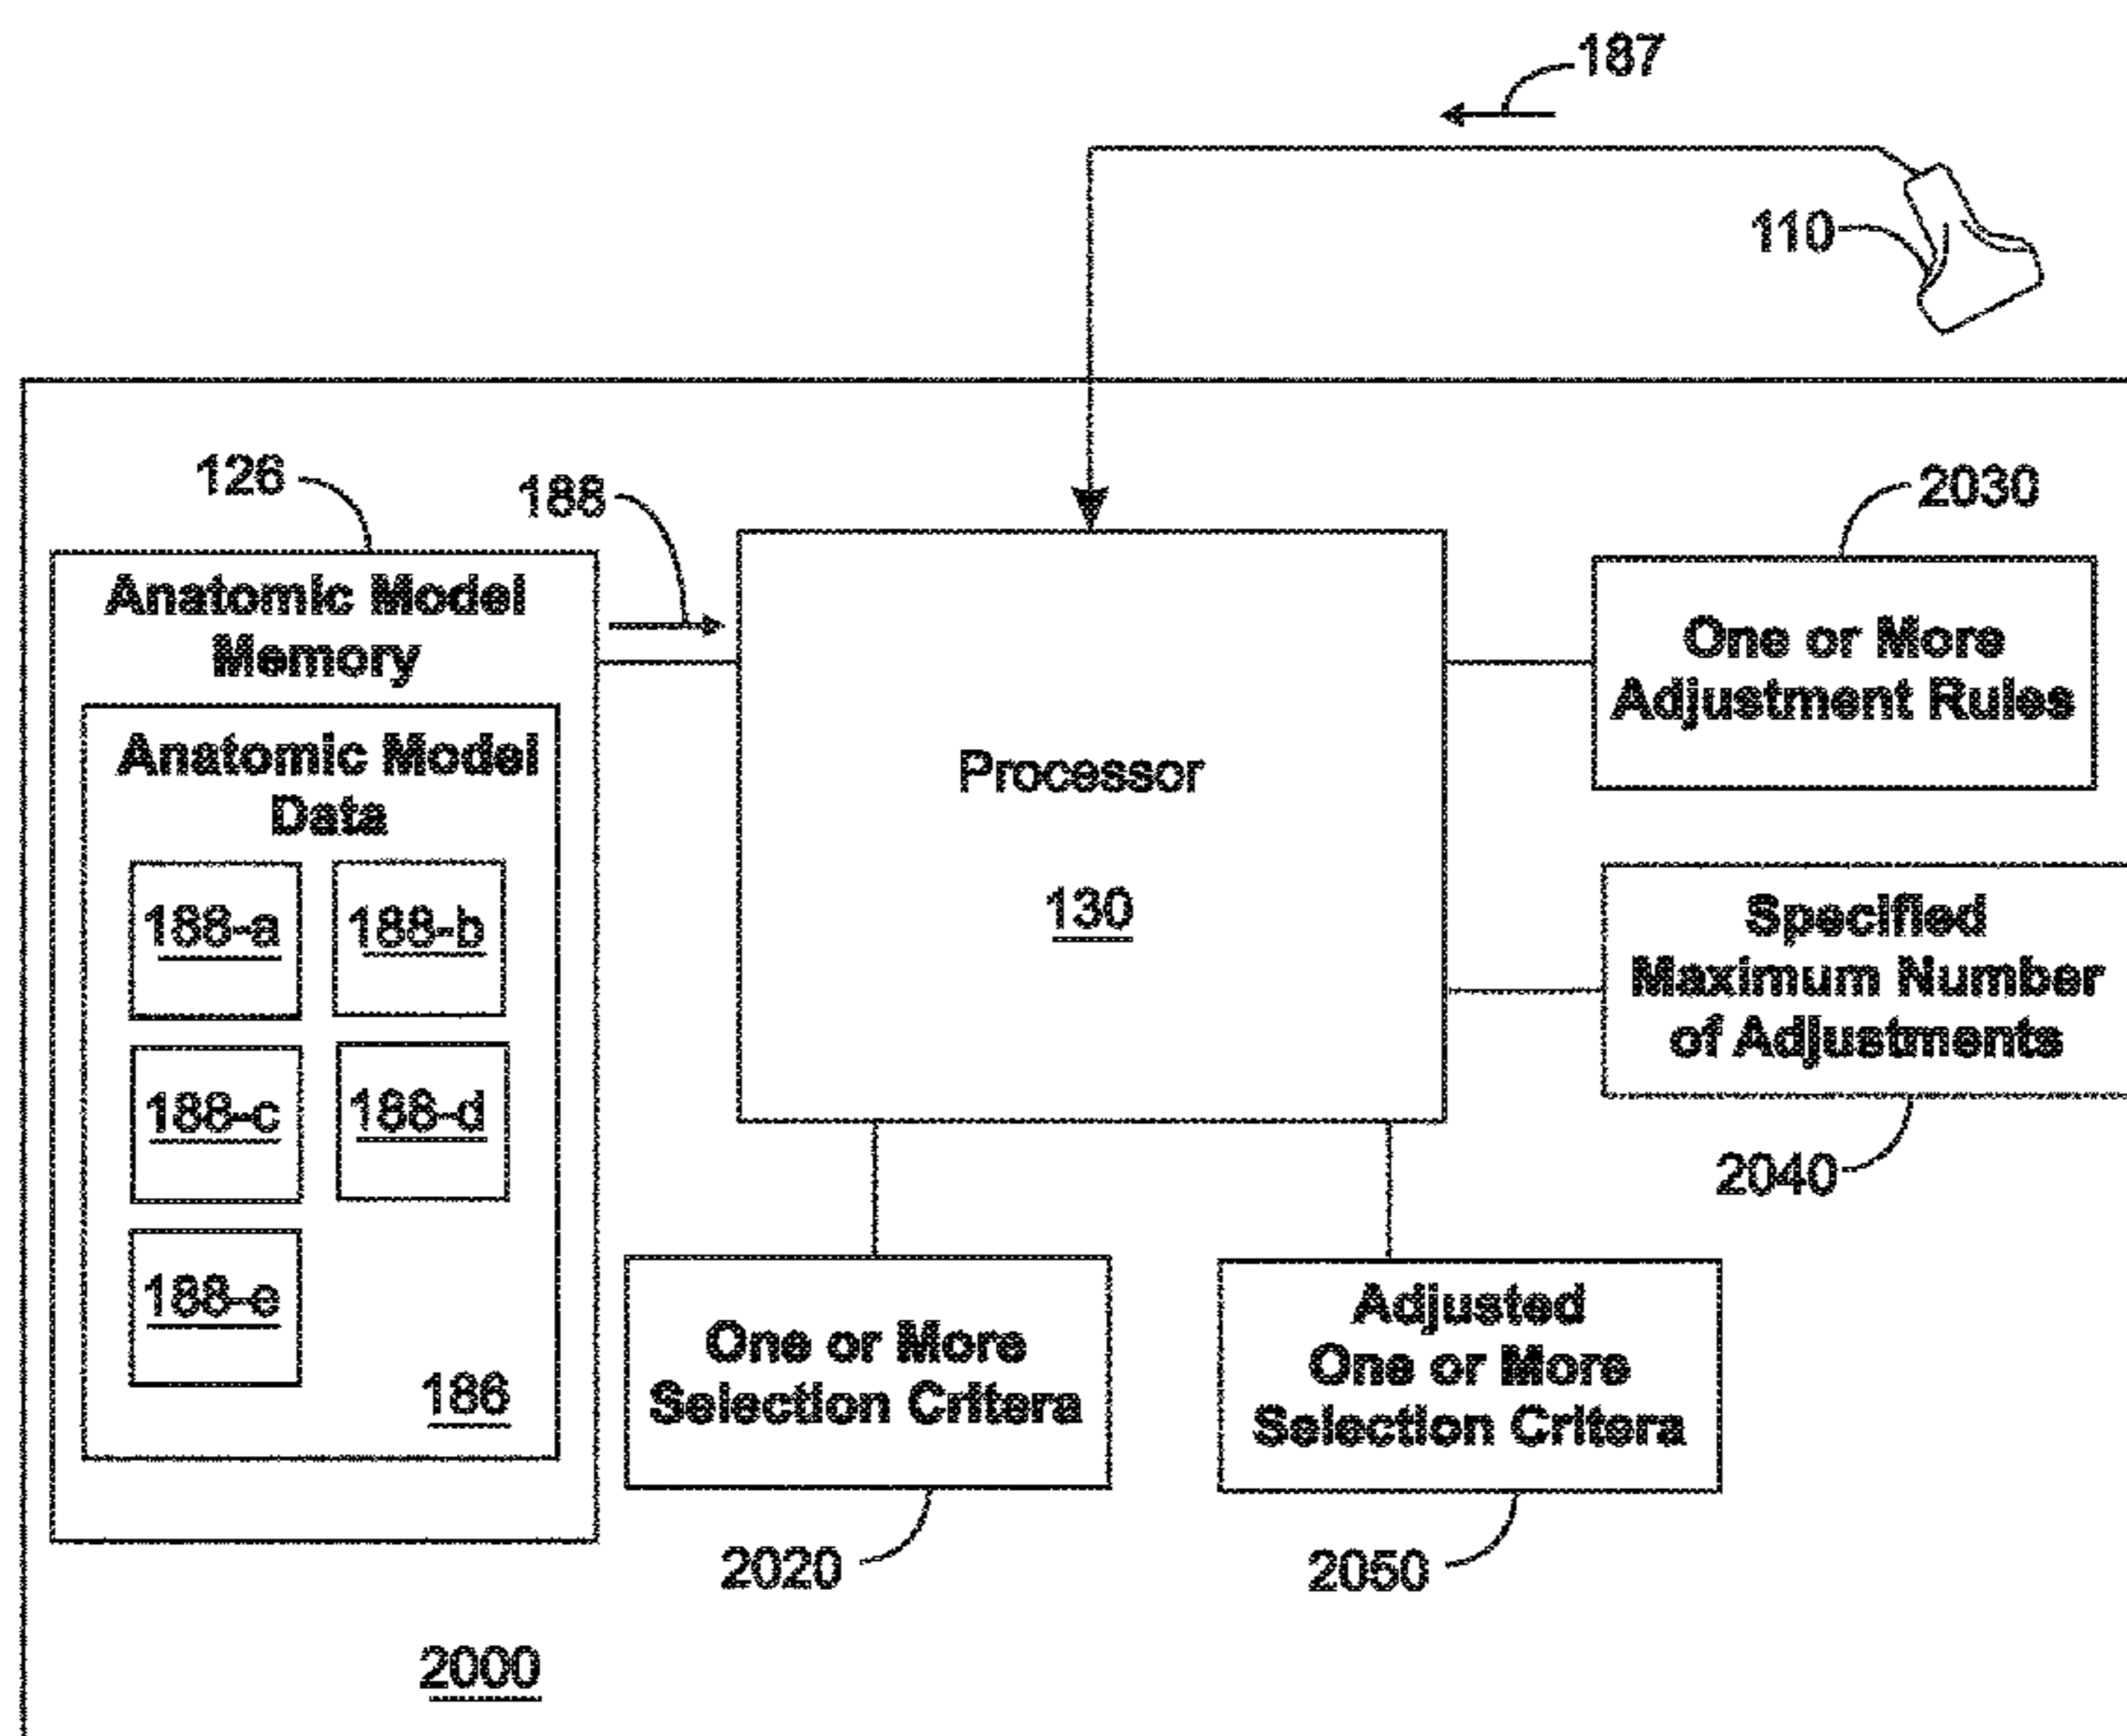 187
110
126
188
2030
Anatomic Model
Memory
Anatomic Model
Data
188-a
188-b
188-c
188-d
188-e
186
Processor
130
One or More
Adjustment Rules
Specified
Maximum Number
of Adjustments
2040
One or More
Selection Critera
2020
Adjusted
One or More
Selection Critera
2050
2000